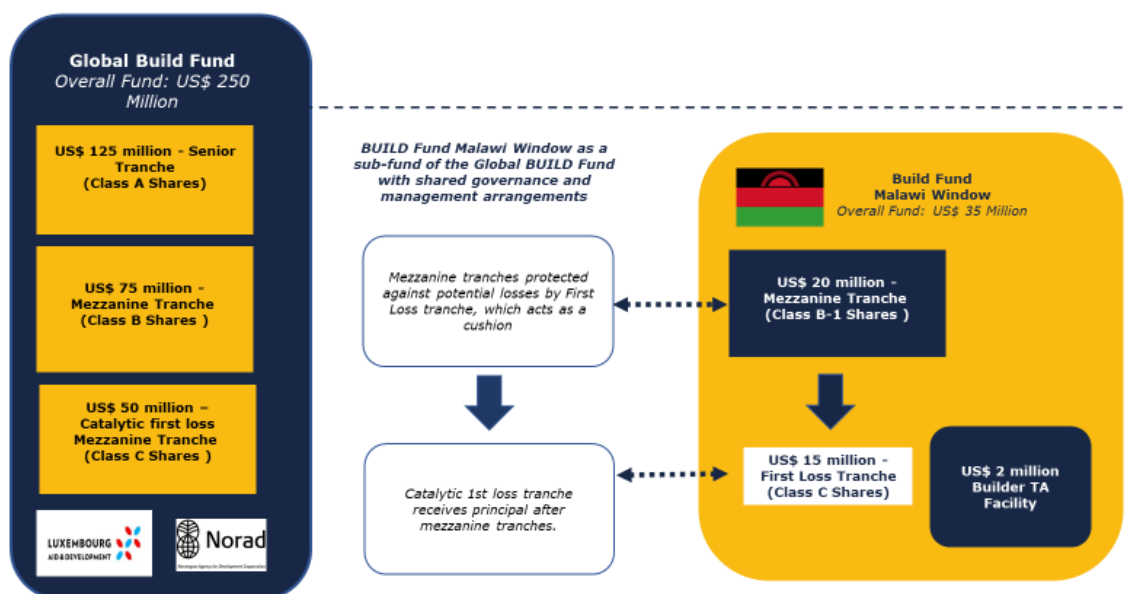 Global Build Fund
Overall Fund: US$ 250
Million
US$ 125 million - Senior
Tranche
(Class A Shares)
US$ 75 million -
Mezzanine Tranche
(Class B Shares )
US$ 50 million –
Catalytic first loss
Mezzanine Tranche
(Class C Shares )
LUXEMBOURG
AID & DEVELOPMENT
Norad
Norwegian Agency for Development Cooperation
BUILD Fund Malawi Window as a
sub-fund of the Global BUILD Fund
with shared governance and
management arrangements
Mezzanine tranches protected
against potential losses by First
Loss tranche, which acts as a
cushion
Catalytic 1st loss tranche
receives principal after
mezzanine tranches.
Build Fund
Malawi Window
Overall Fund: US$ 35 Million
US$ 20 million -
Mezzanine Tranche
(Class B-1 Shares )
US$ 15 million -
First Loss Tranche
(Class C Shares)
US$ 2 million
Builder TA
Facility